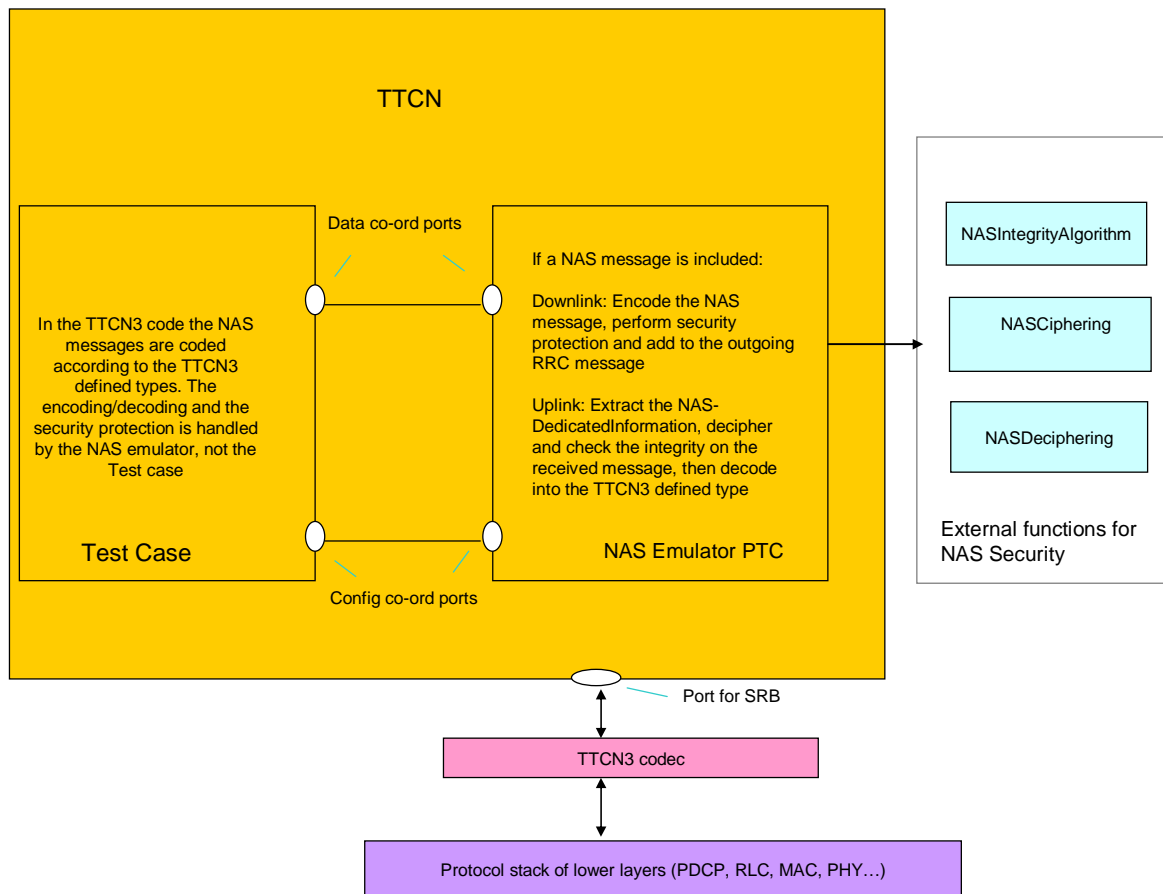 TTCN
Data co-ord ports
In the TTCN3 code the NAS
messages are coded
according to the TTCN3
defined types. The
encoding/decoding and the
security protection is handled
by the NAS emulator, not the
Test case
Test Case
If a NAS message is included:
Downlink: Encode the NAS
message, perform security
protection and add to the outgoing
RRC message
Uplink: Extract the NAS-
DedicatedInformation, decipher
and check the integrity on the
received message, then decode
into the TTCN3 defined type
NAS Emulator PTC
Config co-ord ports
NASIntegrityAlgorithm
NASCiphering
NASDeciphering
External functions for
NAS Security
Port for SRB
TTCN3 codec
Protocol stack of lower layers (PDCP, RLC, MAC, PHY…)